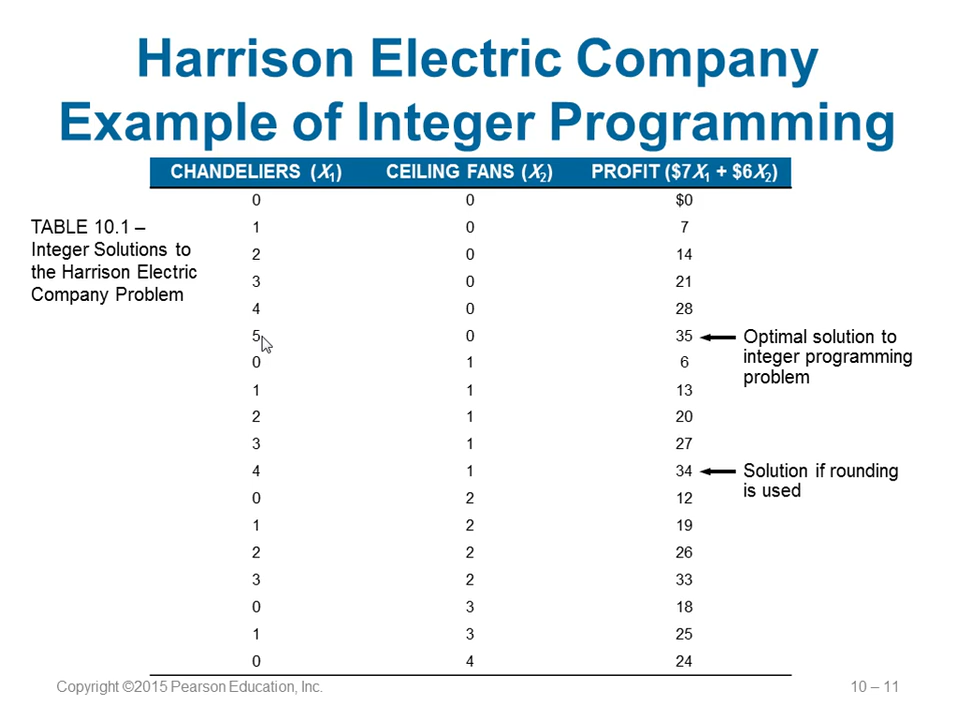 Harrison Electric Company
Example of Integer Programming
CHANDELIERS (X1) CEILING FANS (X2) PROFIT ($7X1 + $6X2)
TABLE 10.1 –
Integer Solutions to
the Harrison Electric
Company Problem
0 0 $0
1 0 7
2 0 14
3 0 21
4 0 28
5 0 35
Optimal solution to
integer programming
problem
0 1 6
1 1 13
2 1 20
3 1 27
4 1 34
Solution if rounding
is used
0 2 12
1 2 19
2 2 26
3 2 33
0 3 18
1 3 25
0 4 24
Copyright ©2015 Pearson Education, Inc. 10 – 11